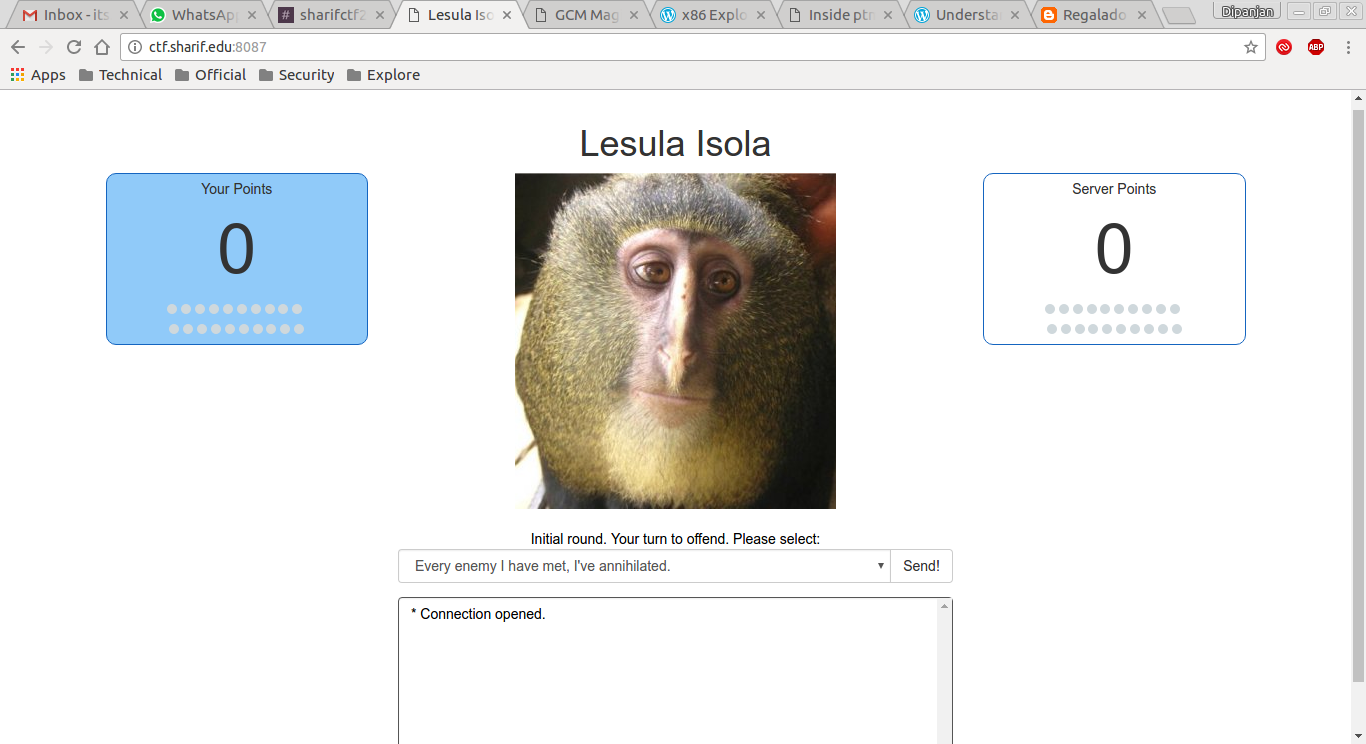 Inbox - its
WhatsAp
sharifctf2
Lesula Iso
GCM Mag
x86 Explo
Inside ptr
Understa
Regalado
Dipanjan
ctf.sharif.edu:8087
ABP
Apps
Technical
Official
Security
Explore
Lesula Isola
Your Points
0
Server Points
0
Initial round. Your turn to offend. Please select:
Every enemy I have met, I've annihilated.
Send!
* Connection opened.